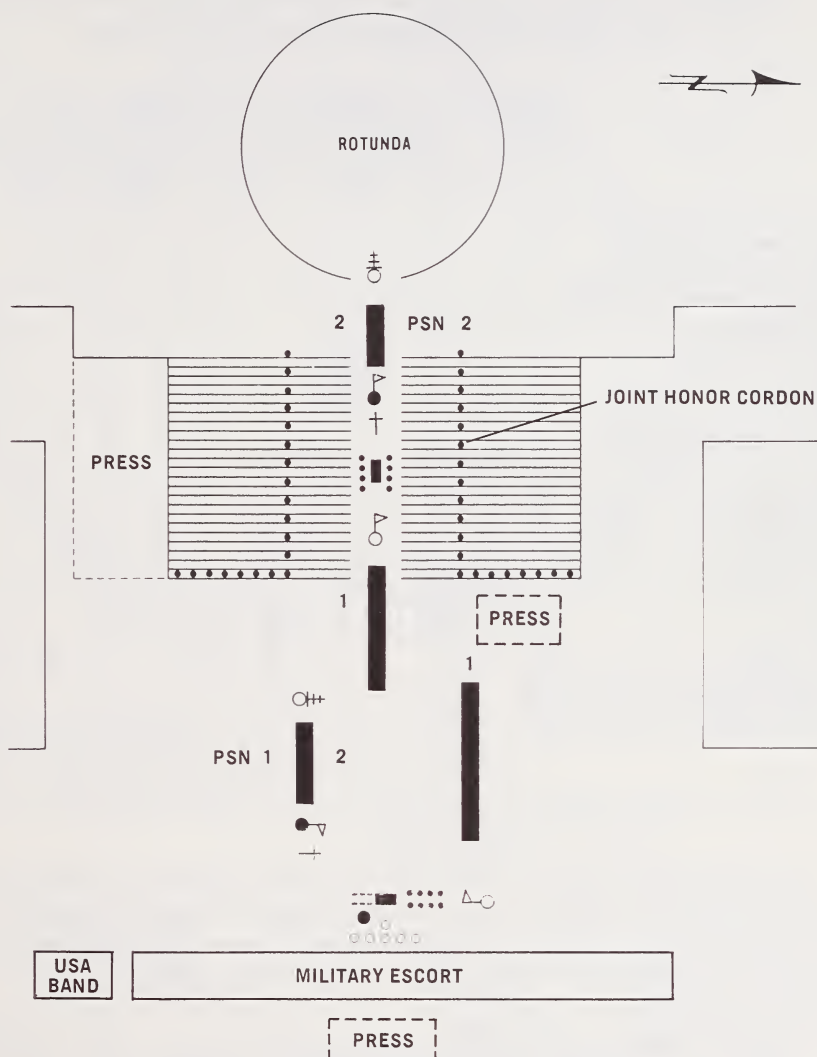 ROTUNDA
2 PSN 2
JOINT HONOR CORDON
PRESS
1
PRESS
1
PSN 1 2
USA
BAND
MILITARY ESCORT
PRESS